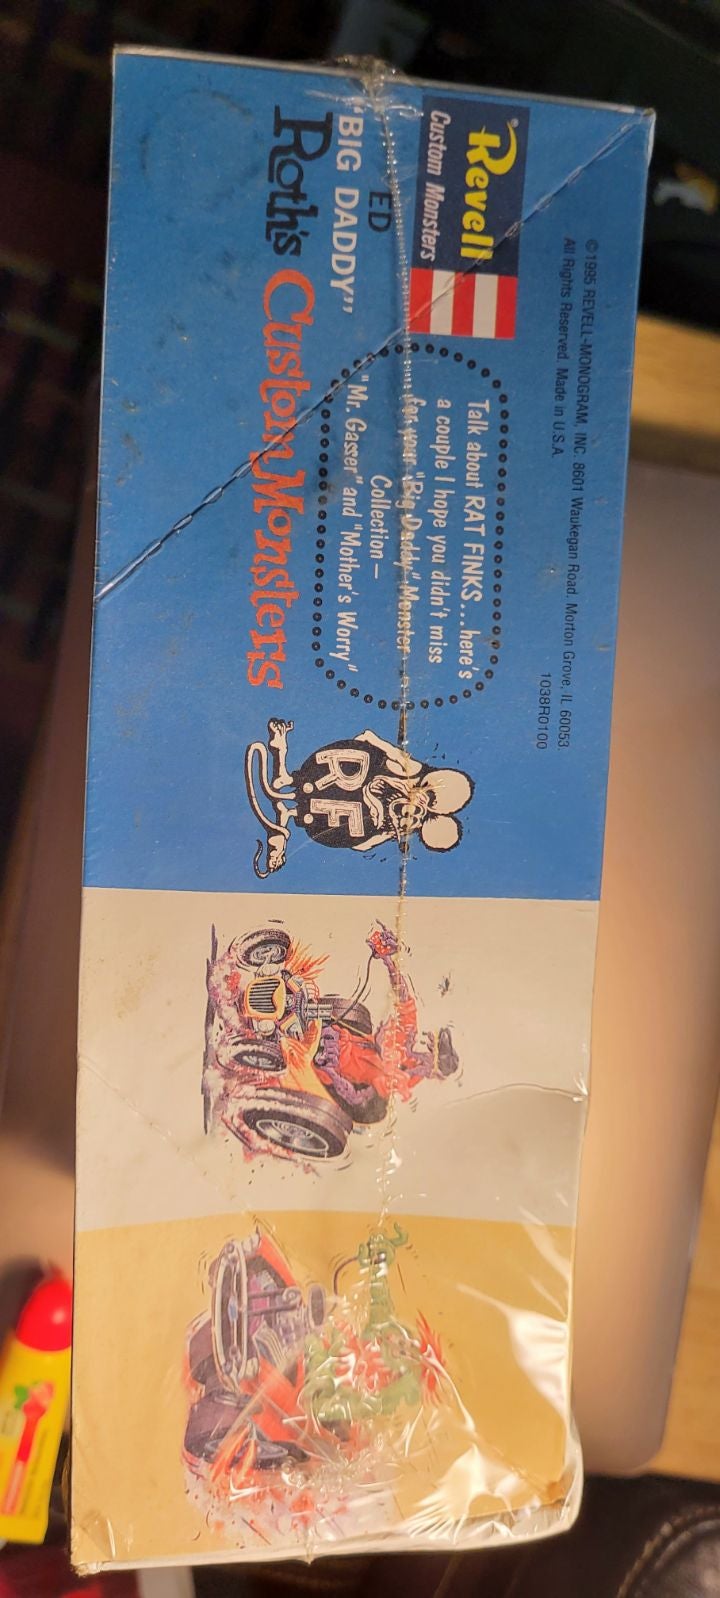 ©1995 REVELL-MONOGRAM, INC. 8601 Waukegan Road. Morton Grove, IL 60053.
All Rights Reserved. Made in U.S.A.
1038R0100
Revell®
Custom Monsters
ED
"BIG DADDY"
Roth's Custom Monsters
Talk about RAT FINKS...here's
a couple I hope you didn't miss
for your "Big Daddy" Monster
Collection—
"Mr. Gasser" and "Mother's Worry"
R.F.